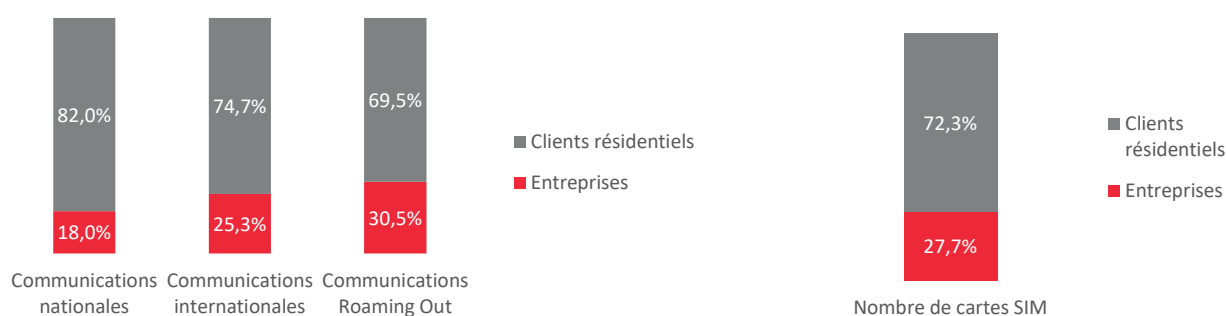 82,0%
18,0%
74,7%
25,3%
69,5%
30,5%
Communications
nationales
Communications
internationales
Communications
Roaming Out
Clients résidentiels
Entreprises
72,3%
27,7%
Nombre de cartes SIM
Clients
résidentiels
Entreprises